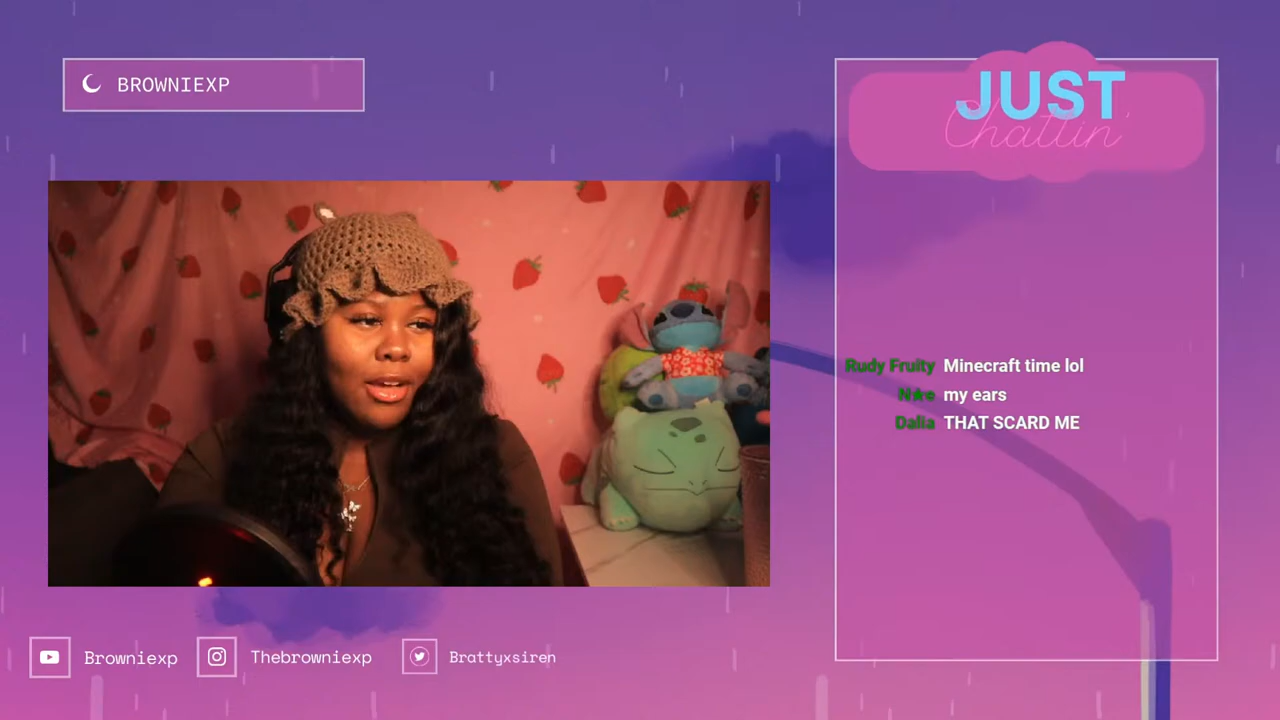 BROWNIEXP
JUST
Chattin'
Rudy Fruity Minecraft time lol
N★e my ears
Dalia THAT SCARD ME
Browniexp
Thebrowniexp
Brattyxsiren